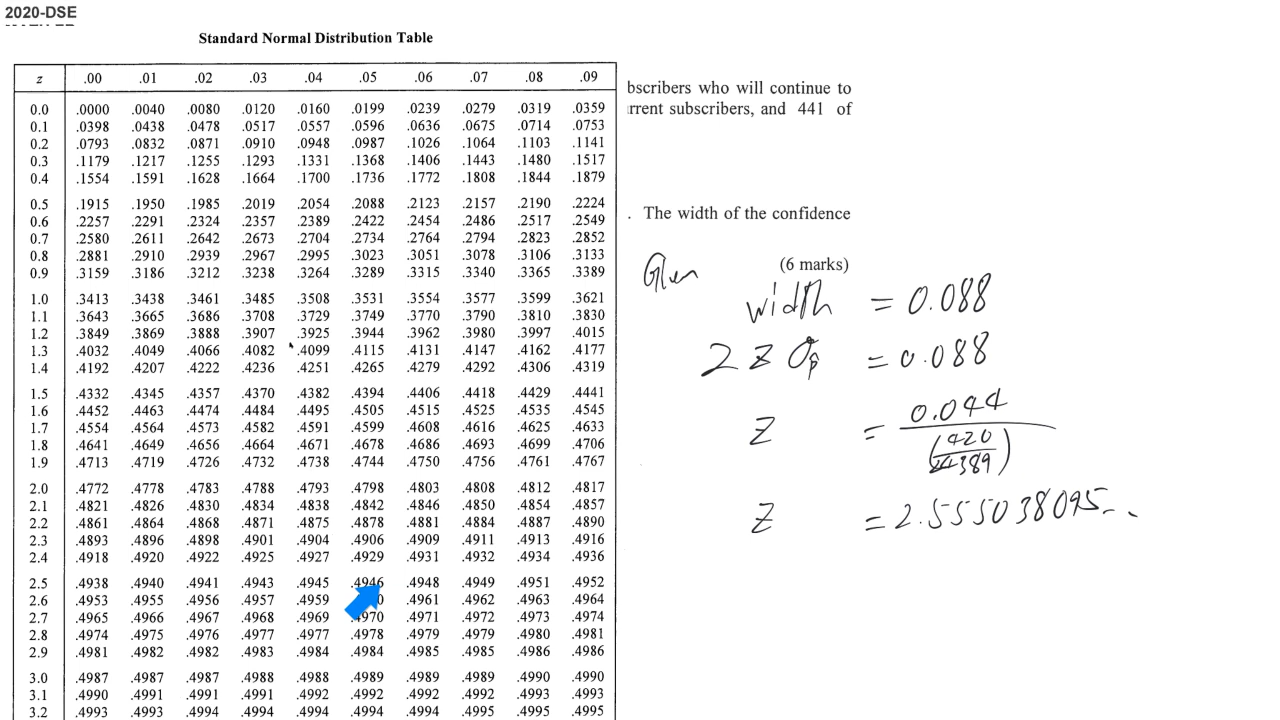 2020-DSE
Standard Normal Distribution Table
z .00 .01 .02 .03 .04 .05 .06 .07 .08 .09
0.0 .0000 .0040 .0080 .0120 .0160 .0199 .0239 .0279 .0319 .0359
0.1 .0398 .0438 .0478 .0517 .0557 .0596 .0636 .0675 .0714 .0753
0.2 .0793 .0832 .0871 .0910 .0948 .0987 .1026 .1064 .1103 .1141
0.3 .1179 .1217 .1255 .1293 .1331 .1368 .1406 .1443 .1480 .1517
0.4 .1554 .1591 .1628 .1664 .1700 .1736 .1772 .1808 .1844 .1879
0.5 .1915 .1950 .1985 .2019 .2054 .2088 .2123 .2157 .2190 .2224
0.6 .2257 .2291 .2324 .2357 .2389 .2422 .2454 .2486 .2517 .2549
0.7 .2580 .2611 .2642 .2673 .2704 .2734 .2764 .2794 .2823 .2852
0.8 .2881 .2910 .2939 .2967 .2995 .3023 .3051 .3078 .3106 .3133
0.9 .3159 .3186 .3212 .3238 .3264 .3289 .3315 .3340 .3365 .3389
1.0 .3413 .3438 .3461 .3485 .3508 .3531 .3554 .3577 .3599 .3621
1.1 .3643 .3665 .3686 .3708 .3729 .3749 .3770 .3790 .3810 .3830
1.2 .3849 .3869 .3888 .3907 .3925 .3944 .3962 .3980 .3997 .4015
1.3 .4032 .4049 .4066 .4082 .4099 .4115 .4131 .4147 .4162 .4177
1.4 .4192 .4207 .4222 .4236 .4251 .4265 .4279 .4292 .4306 .4319
1.5 .4332 .4345 .4357 .4370 .4382 .4394 .4406 .4418 .4429 .4441
1.6 .4452 .4463 .4474 .4484 .4495 .4505 .4515 .4525 .4535 .4545
1.7 .4554 .4564 .4573 .4582 .4591 .4599 .4608 .4616 .4625 .4633
1.8 .4641 .4649 .4656 .4664 .4671 .4678 .4686 .4693 .4699 .4706
1.9 .4713 .4719 .4726 .4732 .4738 .4744 .4750 .4756 .4761 .4767
2.0 .4772 .4778 .4783 .4788 .4793 .4798 .4803 .4808 .4812 .4817
2.1 .4821 .4826 .4830 .4834 .4838 .4842 .4846 .4850 .4854 .4857
2.2 .4861 .4864 .4868 .4871 .4875 .4878 .4881 .4884 .4887 .4890
2.3 .4893 .4896 .4898 .4901 .4904 .4906 .4909 .4911 .4913 .4916
2.4 .4918 .4920 .4922 .4925 .4927 .4929 .4931 .4932 .4934 .4936
2.5 .4938 .4940 .4941 .4943 .4945 .4946 .4948 .4949 .4951 .4952
2.6 .4953 .4955 .4956 .4957 .4959 .4961 .4962 .4963 .4964
2.7 .4965 .4966 .4967 .4968 .4969 .4970 .4971 .4972 .4973 .4974
2.8 .4974 .4975 .4976 .4977 .4977 .4978 .4979 .4979 .4980 .4981
2.9 .4981 .4982 .4982 .4983 .4984 .4984 .4985 .4985 .4986 .4986
3.0 .4987 .4987 .4987 .4988 .4988 .4989 .4989 .4989 .4990 .4990
3.1 .4990 .4991 .4991 .4991 .4992 .4992 .4992 .4992 .4993 .4993
3.2 .4993 .4993 .4994 .4994 .4994 .4994 .4994 .4995 .4995 .4995
bscribers who will continue to
rrent subscribers, and 441 of
. The width of the confidence
(6 marks)
Given
width = 0.088
2 z σp = 0.088
z = 0.044
(420
/24389)
z = 2.555038095...